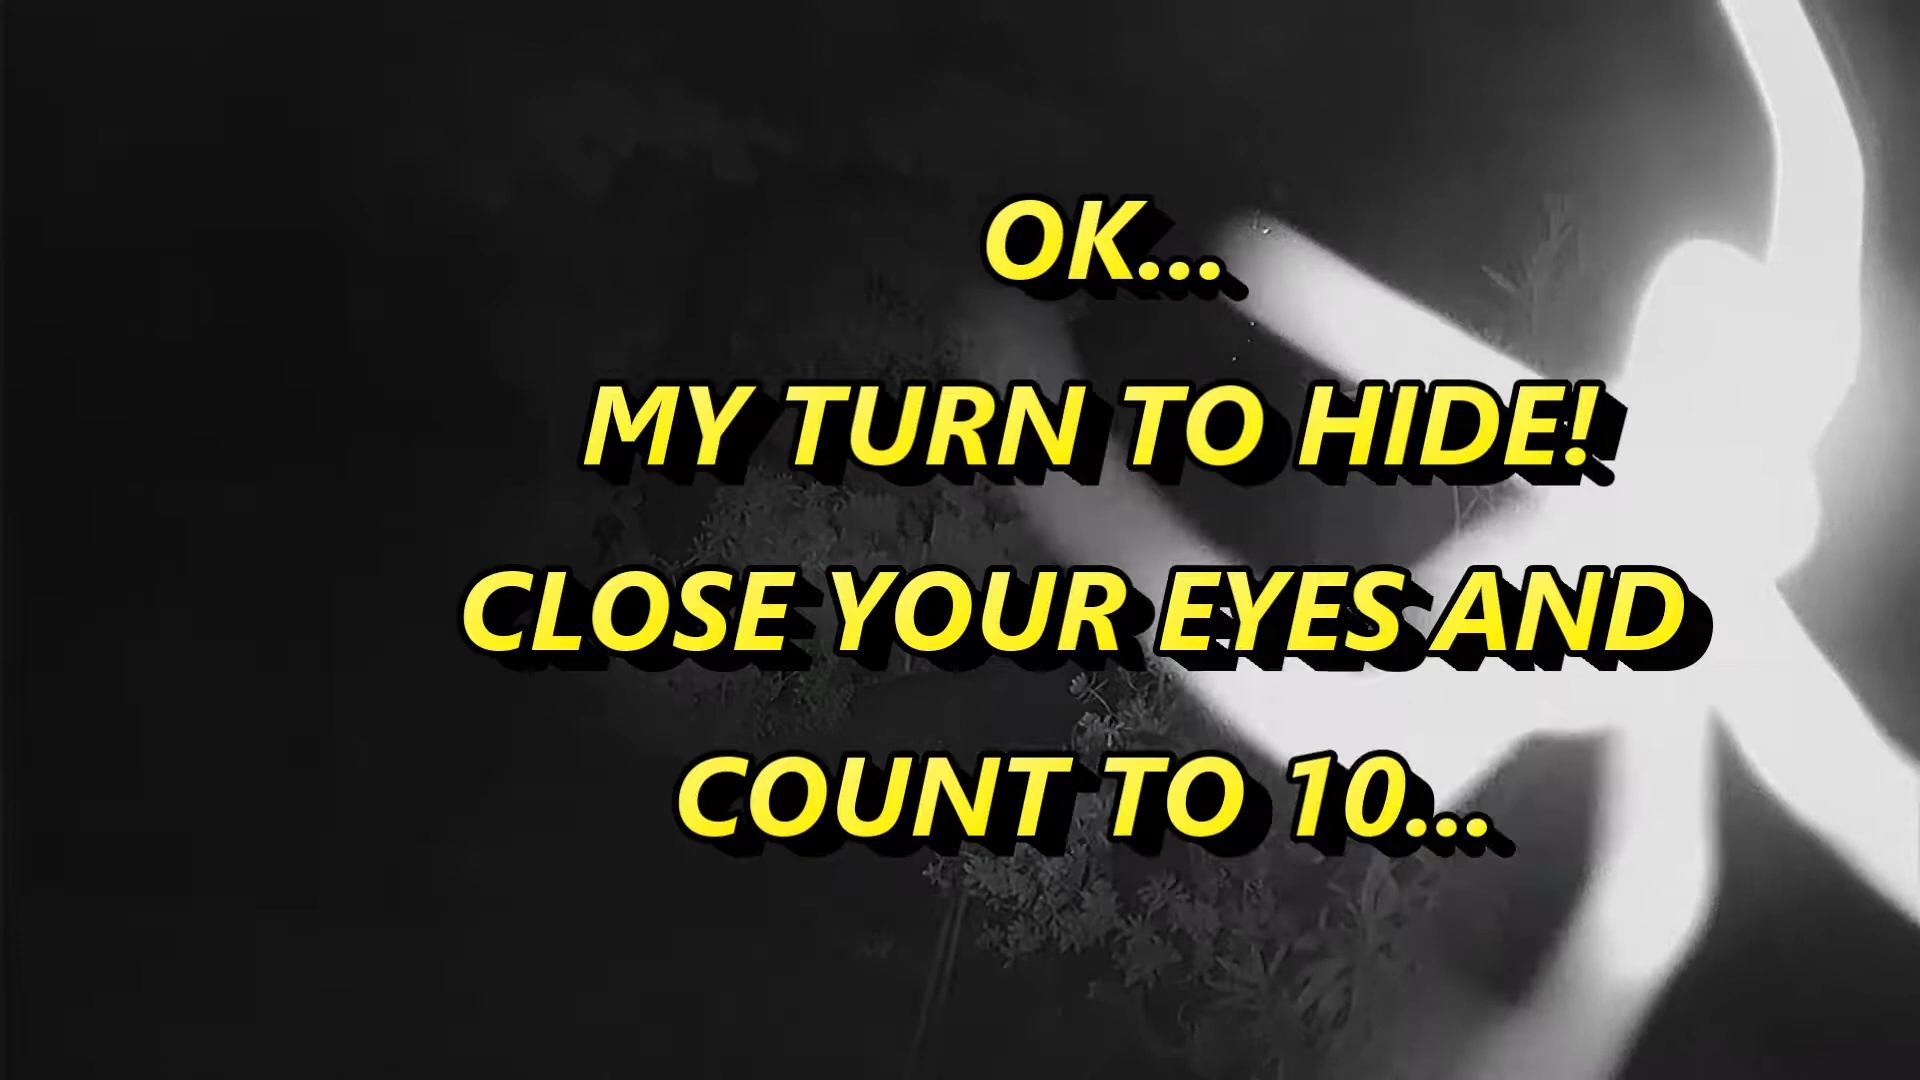 OK...
MY TURN TO HIDE!
CLOSE YOUR EYES AND
COUNT TO 10...